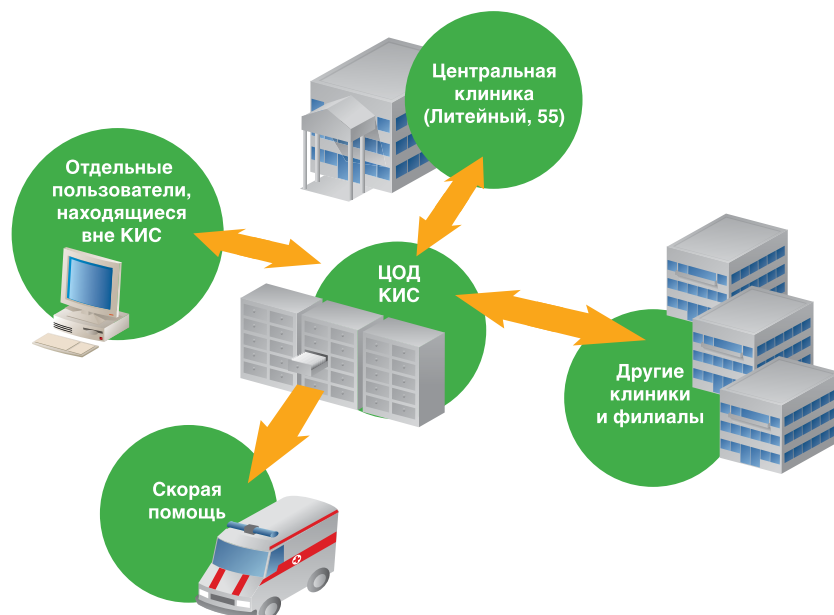 Центральная
клиника
(Литейный, 55)
Отдельные
пользователи,
находящиеся
вне КИС
ЦОД
КИС
Другие
клиники
и филиалы
Скорая
помощь